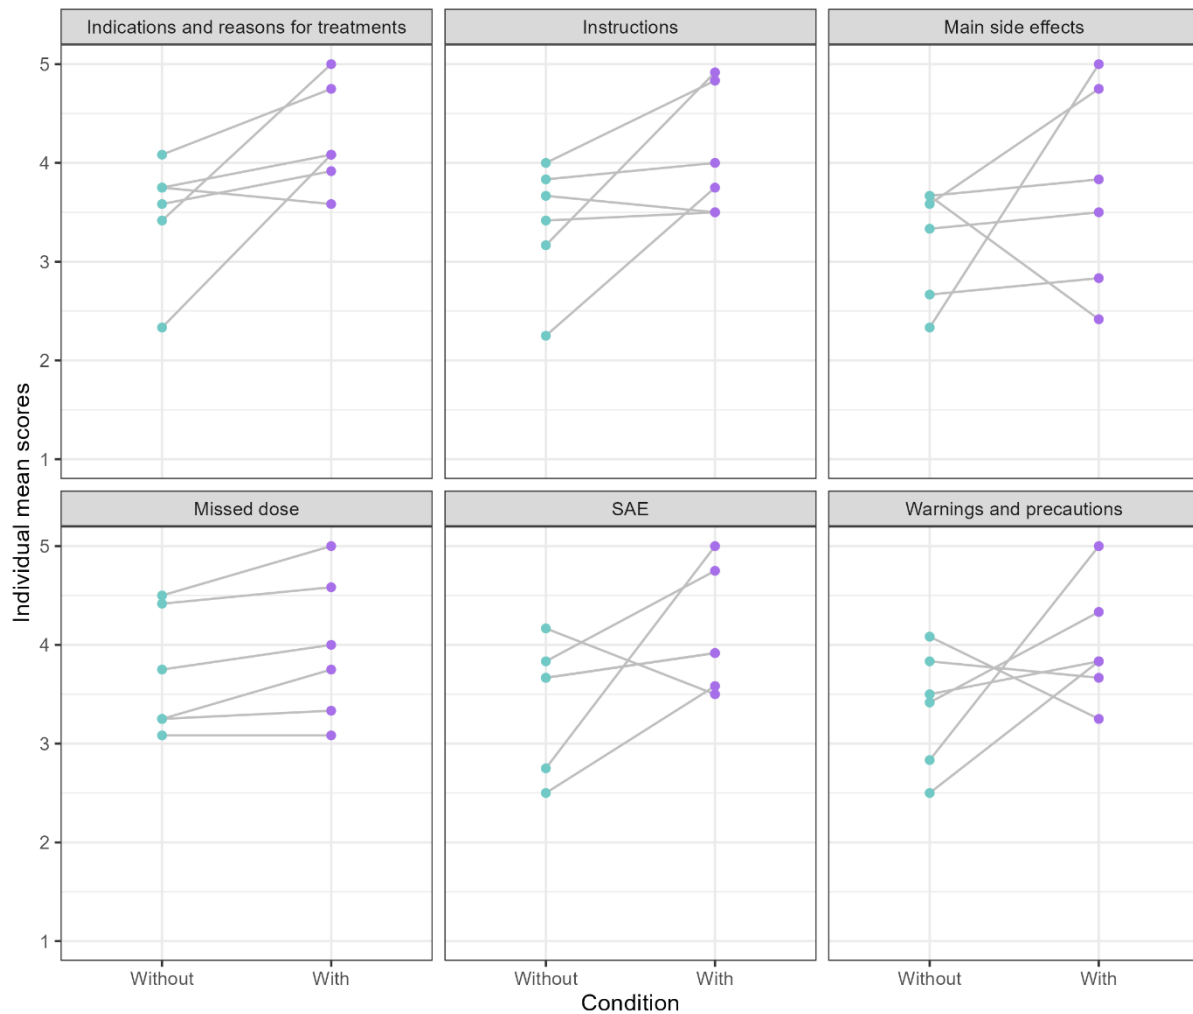 Indications and reasons for treatments
Instructions
Main side effects
5
4
3
2
1
Missed dose
SAE
Warnings and precautions
5
4
3
2
1
Individual mean scores
Without
With
Without
With
Without
With
Condition